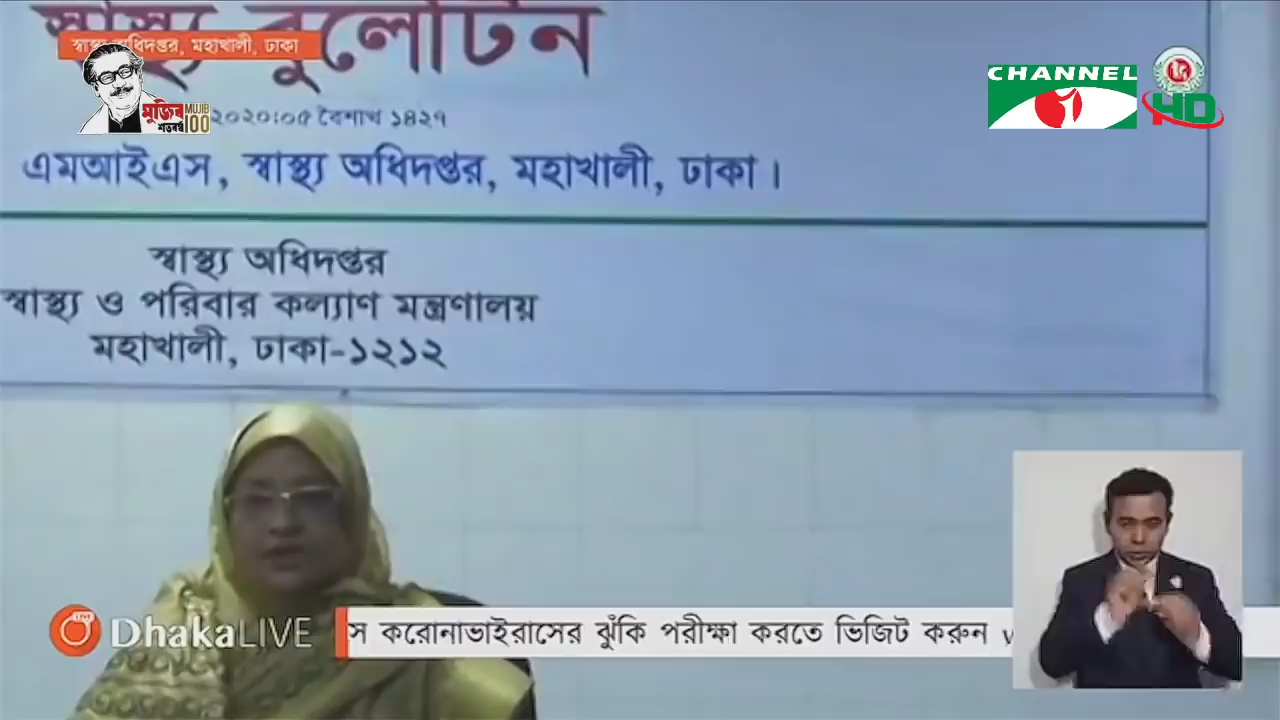 স্বাস্থ্য বুলেটিন
স্বাস্থ্য অধিদপ্তর, মহাখালী, ঢাকা
CHANNEL
HD
মুজিব
শতবর্ষ
MUJIB
100
২০২০:০৫ বৈশাখ ১৪২৭
এমআইএস, স্বাস্থ্য অধিদপ্তর, মহাখালী, ঢাকা।
স্বাস্থ্য অধিদপ্তর
স্বাস্থ্য ও পরিবার কল্যাণ মন্ত্রণালয়
মহাখালী, ঢাকা-১২১২
LIVE
DhakaLIVE
স করোনাভাইরাসের ঝুঁকি পরীক্ষা করতে ভিজিট করুন